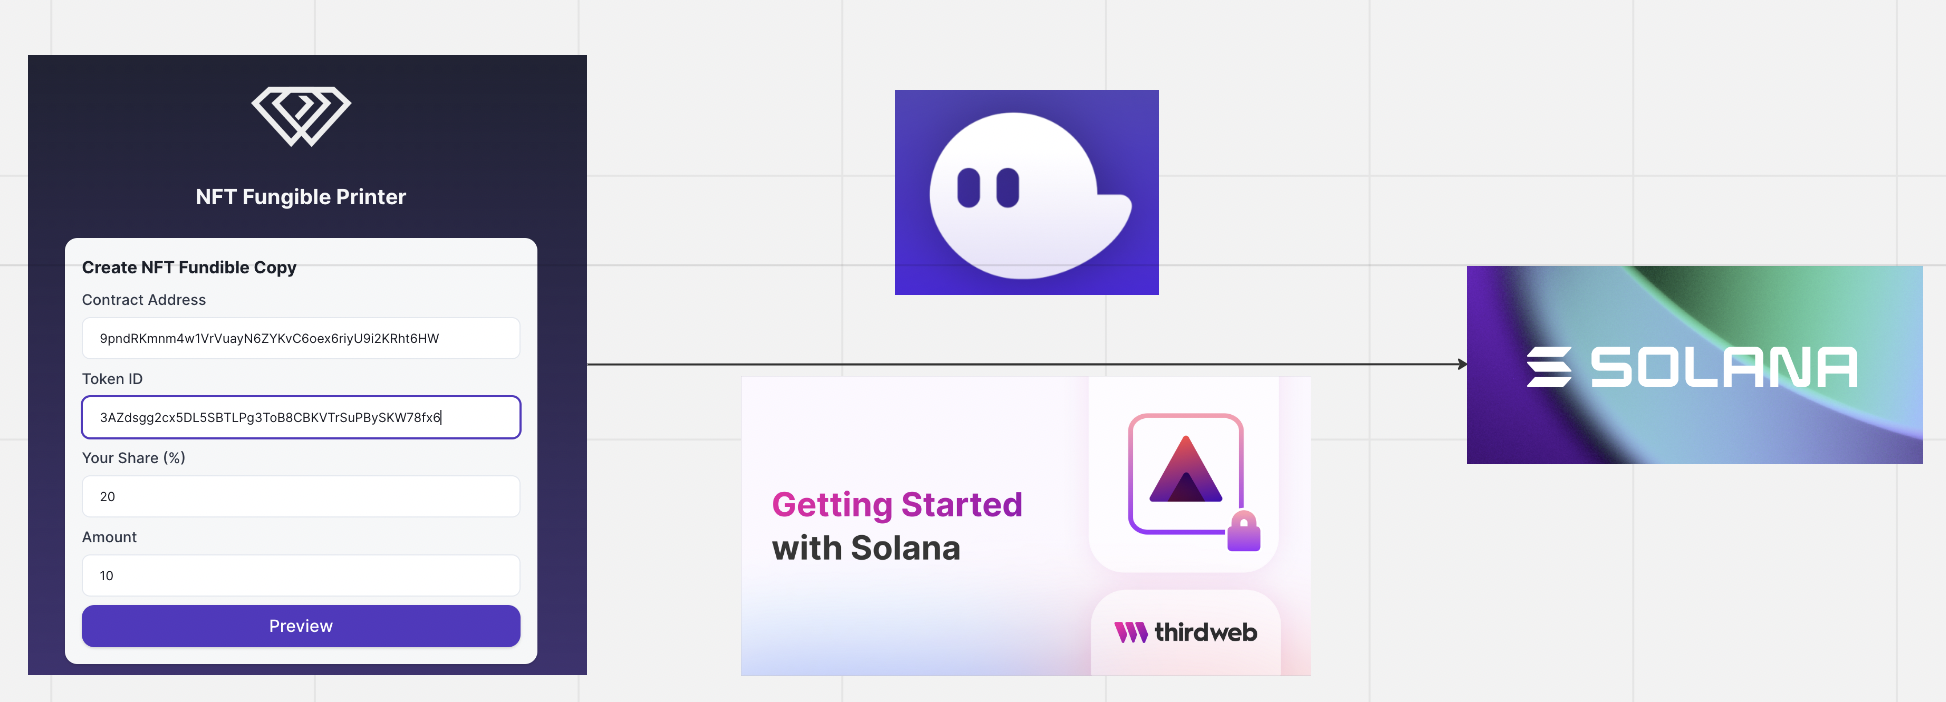 NFT Fungible Printer
Create NFT Fundible Copy
Contract Address
9pndRKmnm4w1VrVuayN6ZYKvC6oex6riyU9i2KRht6HW
Token ID
3AZdsgg2cx5DL5SBTLPg3ToB8CBKVTrSuPBySKW78fx6
Your Share (%)
20
Amount
10
Preview
Getting Started
with Solana
thirdweb
SOLANA